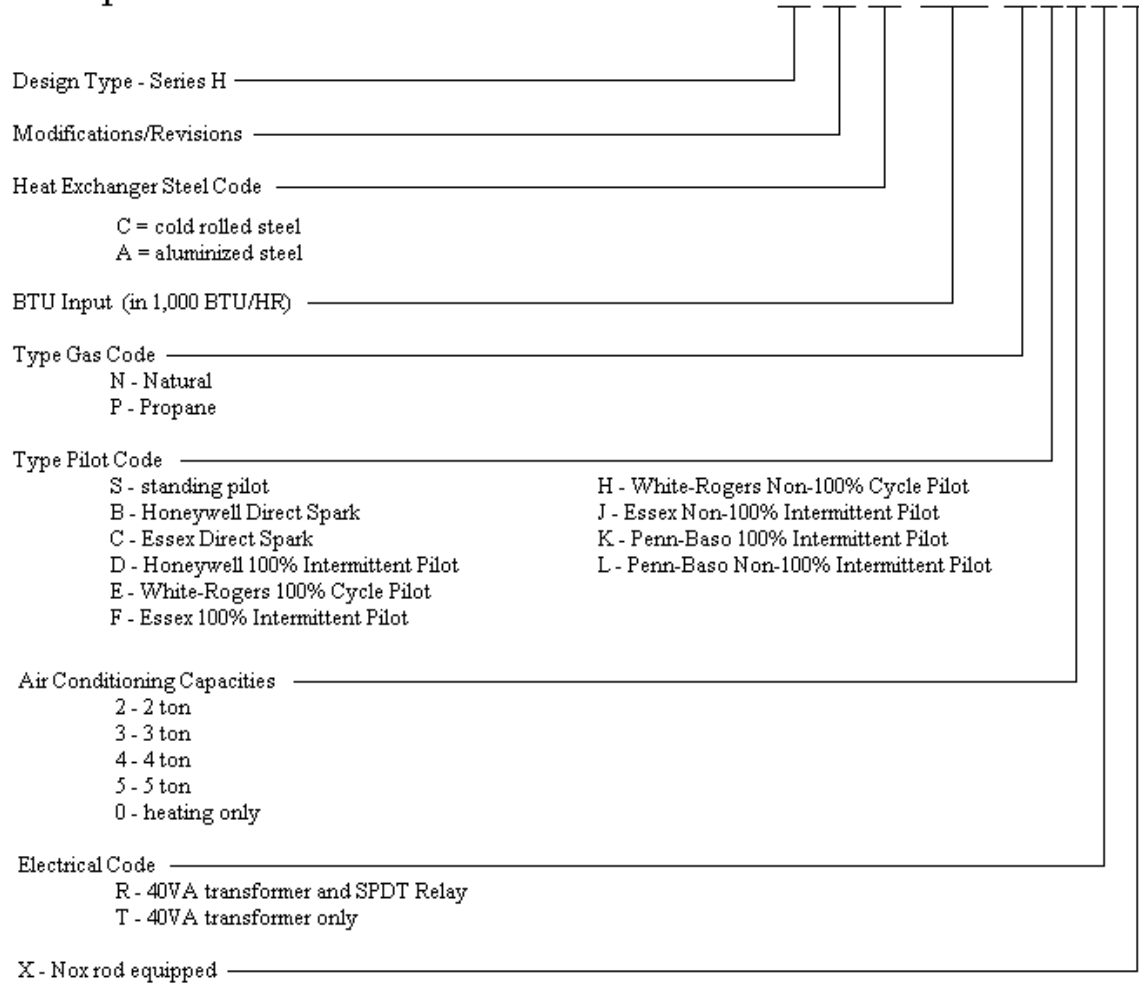 Design Type - Series H
Modifications/Revisions
Heat Exchanger Steel Code
C = cold rolled steel
A = aluminized steel
BTU Input (in 1,000 BTU/HR)
Type Gas Code
N - Natural
P - Propane
Type Pilot Code
S - standing pilot
B - Honeywell Direct Spark
C - Essex Direct Spark
D - Honeywell 100% Intermittent Pilot
E - White-Rogers 100% Cycle Pilot
F - Essex 100% Intermittent Pilot
H - White-Rogers Non-100% Cycle Pilot
J - Essex Non-100% Intermittent Pilot
K - Penn-Baso 100% Intermittent Pilot
L - Penn-Baso Non-100% Intermittent Pilot
Air Conditioning Capacities
2 - 2 ton
3 - 3 ton
4 - 4 ton
5 - 5 ton
0 - heating only
Electrical Code
R - 40VA transformer and SPDT Relay
T - 40VA transformer only
X - Nox rod equipped